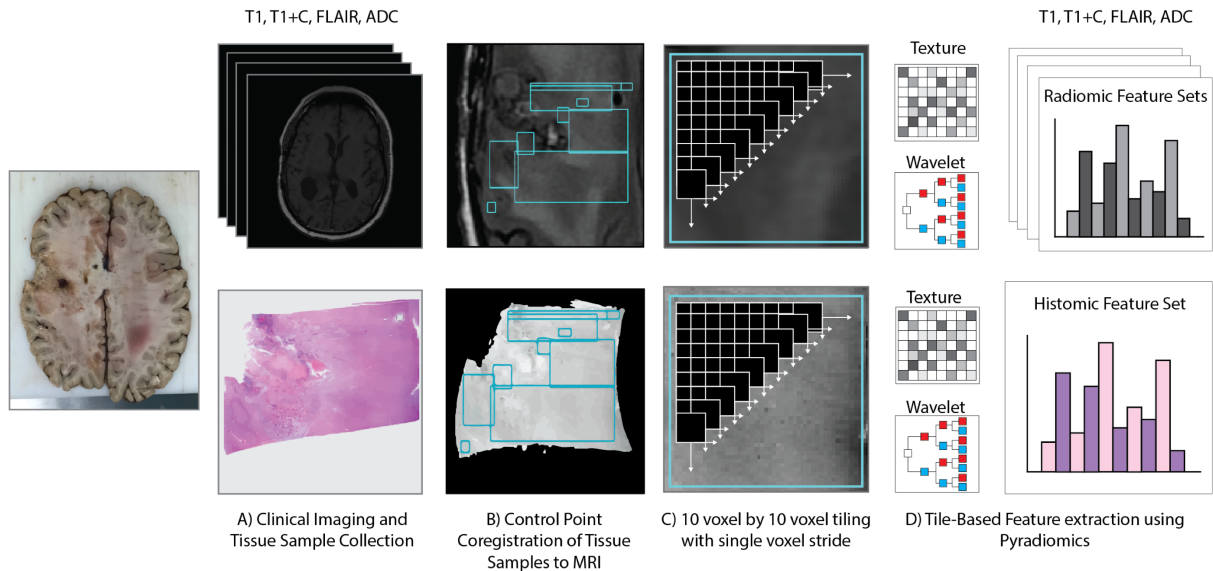 T1, T1+C, FLAIR, ADC
T1, T1+C, FLAIR, ADC
Texture
Radiomic Feature Sets
Wavelet
Texture
Histomic Feature Set
Wavelet
A) Clinical Imaging and
Tissue Sample Collection
B) Control Point
Coregistration of Tissue
Samples to MRI
C) 10 voxel by 10 voxel tiling
with single voxel stride
D) Tile-Based Feature extraction using
Pyradiomics